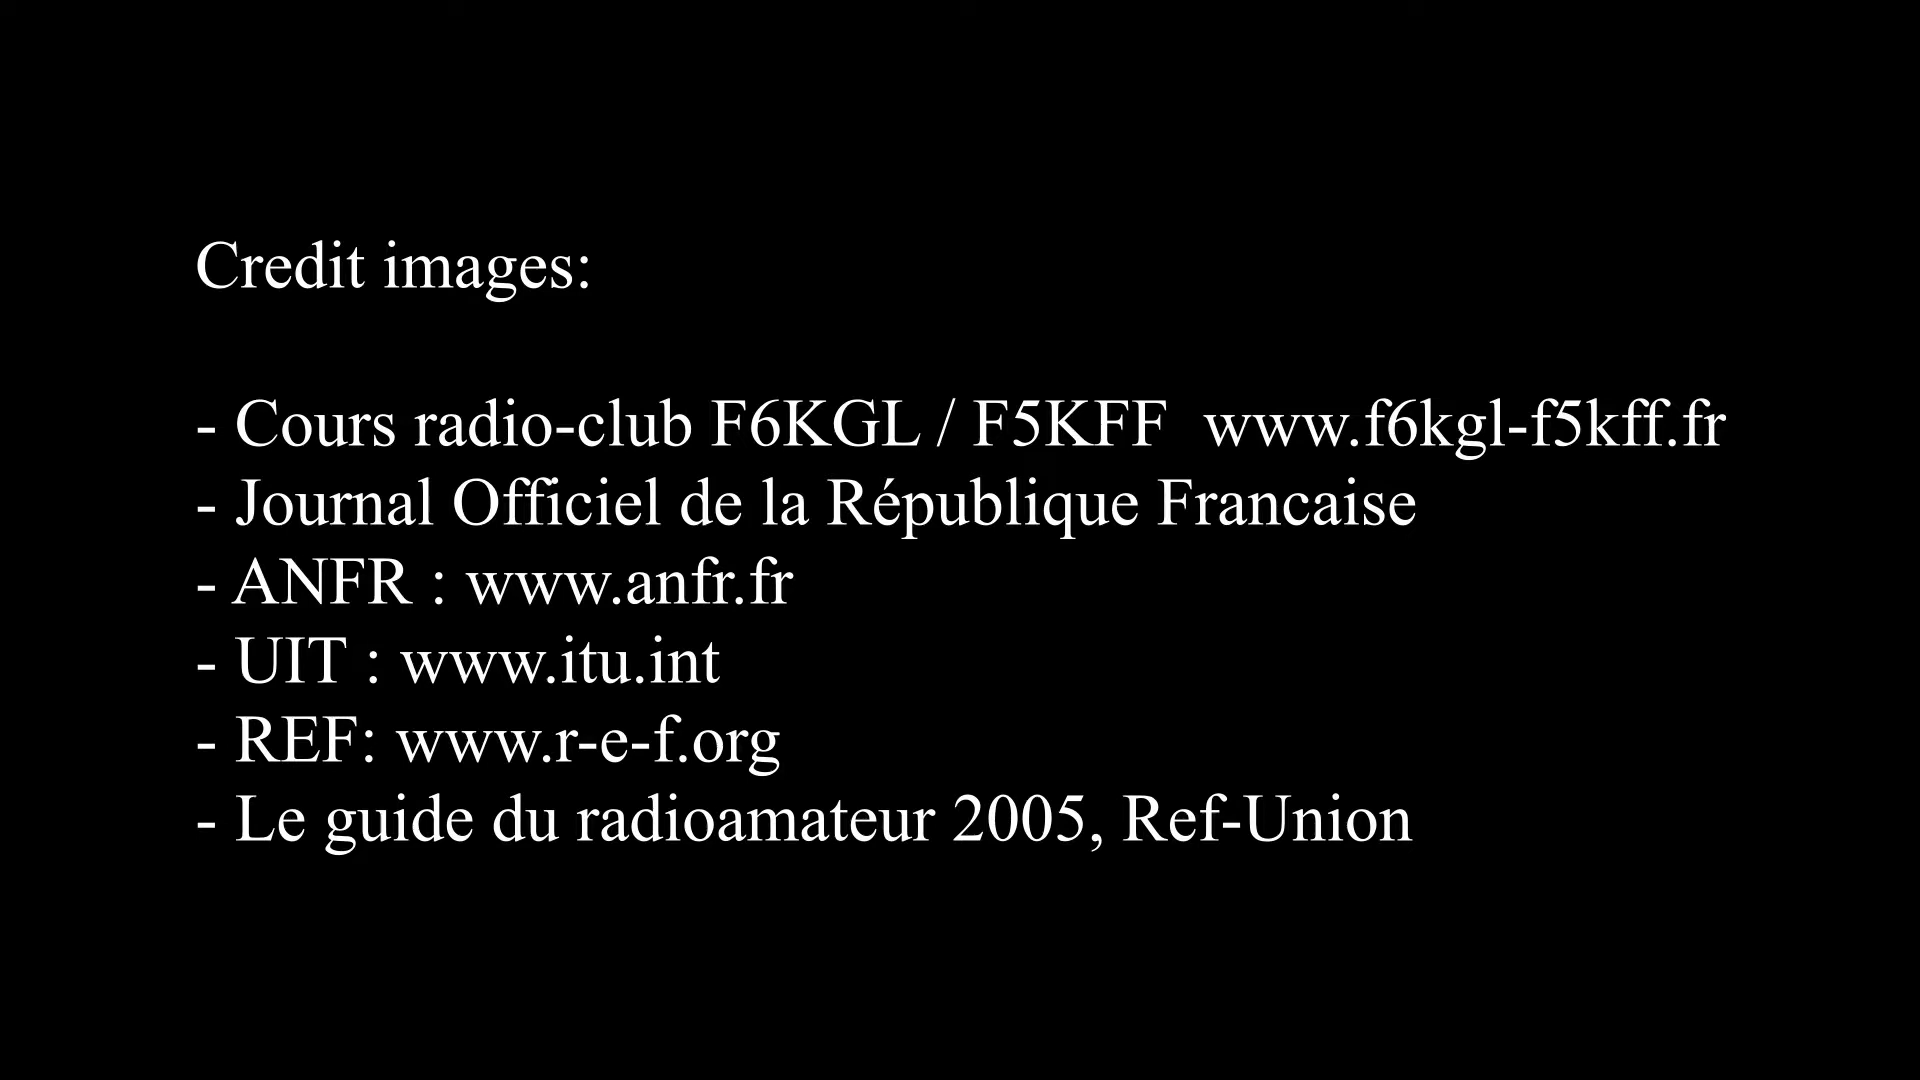 Credit images:
- Cours radio-club F6KGL / F5KFF  www.f6kgl-f5kff.fr
- Journal Officiel de la République Francaise
- ANFR : www.anfr.fr
- UIT : www.itu.int
- REF: www.r-e-f.org
- Le guide du radioamateur 2005, Ref-Union